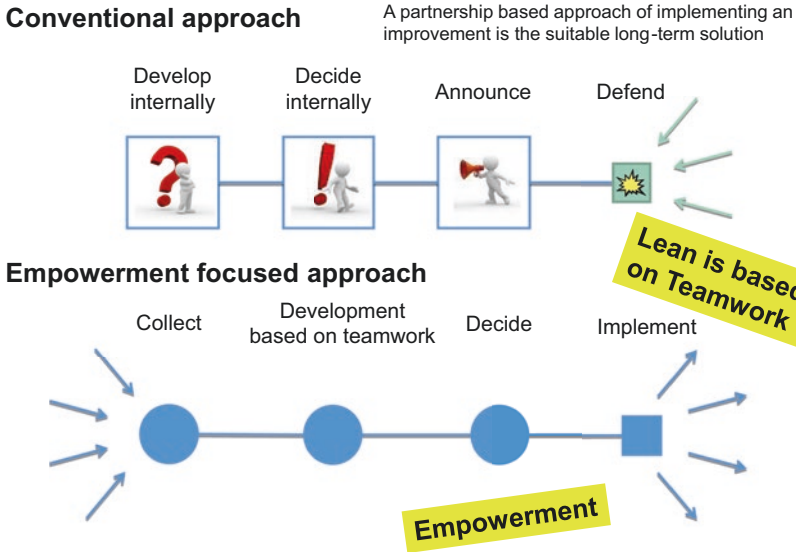 Conventional approach
A partnership based approach of implementing an
improvement is the suitable long-term solution
Develop
internally
Decide
internally
Announce
Defend
Lean is based
on Teamwork
Empowerment focused approach
Collect
Development
based on teamwork
Decide
Implement
Empowerment